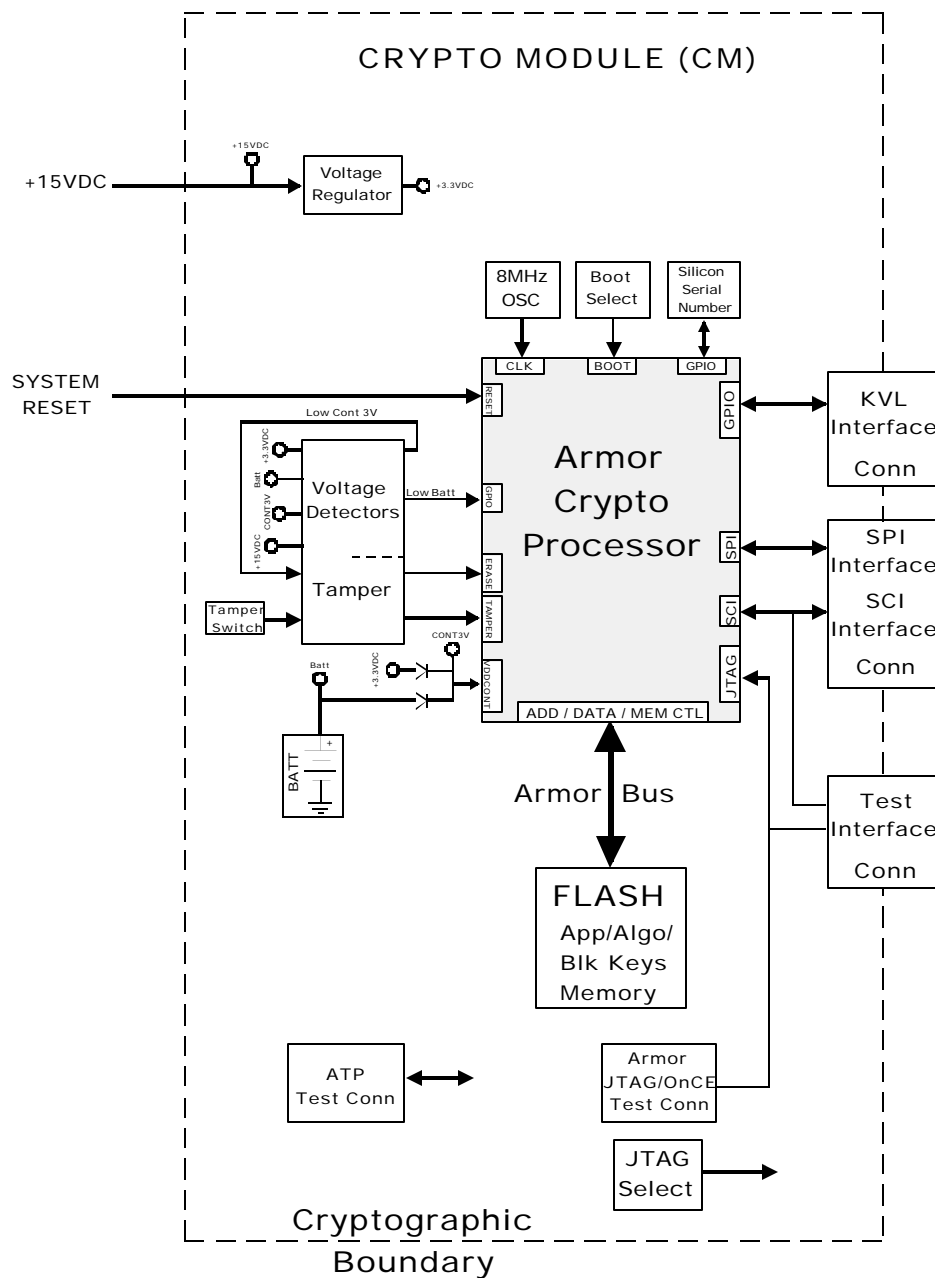 CRYPTO MODULE (CM)
+15VDC
+15VDC
Voltage
Regulator
+3.3VDC
8MHz
OSC
Boot
Select
Silicon
Serial
Number
CLK
BOOT
GPIO
SYSTEM
RESET
RESET
GPIO
KVL
Interface
Conn
Low Cont 3V
+3.3VDC
Batt
CONT3V
+15VDC
Voltage
Detectors
Tamper
Low Batt
GPIO
ERASE
TAMPER
Tamper
Switch
Armor
Crypto
Processor
SPI
SCI
JTAG
SPI
Interface
SCI
Interface
Conn
CONT3V
+3.3VDC
Batt
VDDCONT
ADD / DATA / MEM CTL
BATT
+
Armor Bus
Test
Interface
Conn
FLASH
App/Algo/
Blk Keys
Memory
ATP
Test Conn
Armor
JTAG/OnCE
Test Conn
JTAG
Select
Cryptographic
Boundary